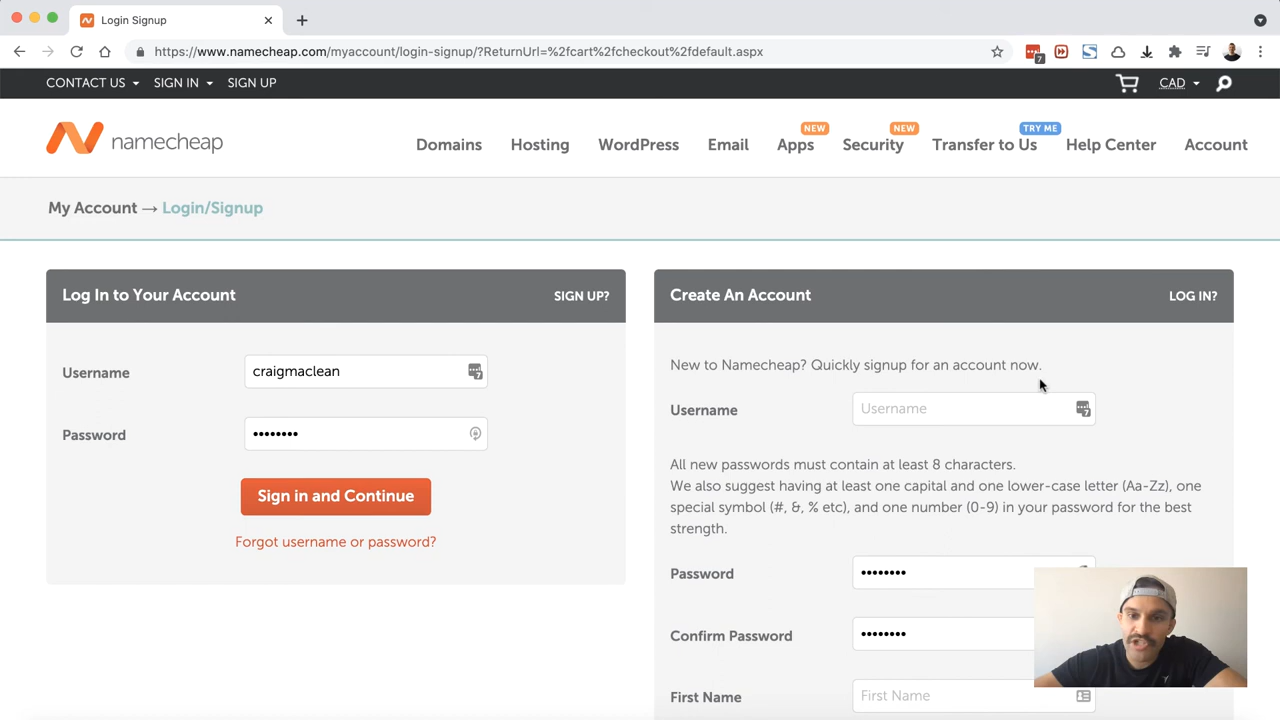 Login Signup
https://www.namecheap.com/myaccount/login-signup/?ReturnUrl=%2fcart%2fcheckout%2fdefault.aspx
7
CONTACT US SIGN IN SIGN UP
CAD
namecheap
Domains Hosting WordPress Email Apps NEW Security NEW Transfer to Us TRY ME Help Center Account
My Account → Login/Signup
Log In to Your Account SIGN UP?
Username craigmaclean
Password ••••••••
Sign in and Continue
Forgot username or password?
Create An Account LOG IN?
New to Namecheap? Quickly signup for an account now.
Username Username
All new passwords must contain at least 8 characters.
We also suggest having at least one capital and one lower-case letter (Aa-Zz), one
special symbol (#, &, % etc), and one number (0-9) in your password for the best
strength.
Password ••••••••
Confirm Password ••••••••
First Name First Name